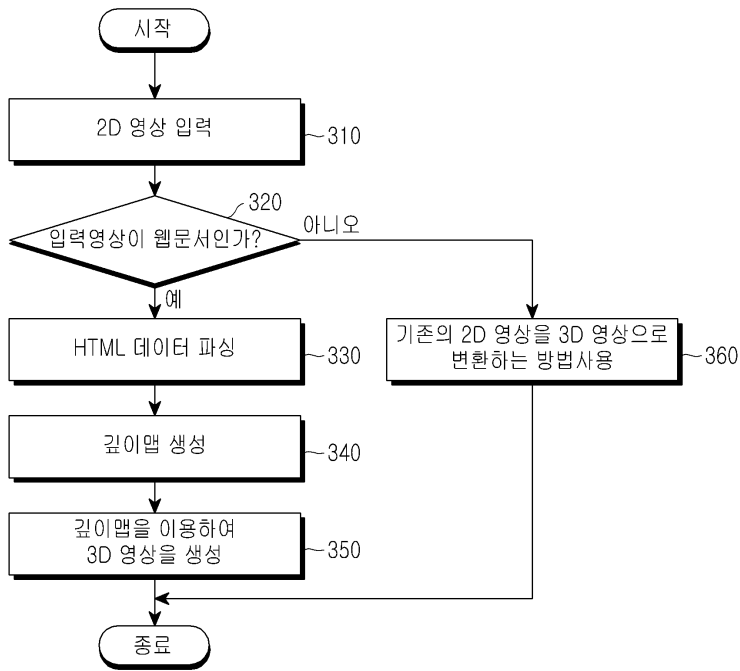 시작
2D 영상 입력
310
320
입력영상이 웹문서인가?
아니오
예
HTML 데이터 파싱
330
기존의 2D 영상을 3D 영상으로
변환하는 방법사용
360
깊이맵 생성
340
깊이맵을 이용하여
3D 영상을 생성
350
종료